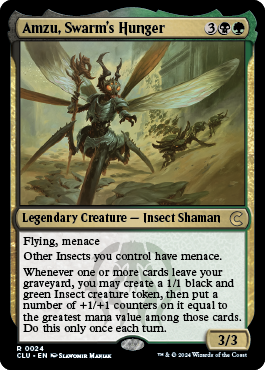 Amzu, Swarm's Hunger 3
Legendary Creature — Insect Shaman
Flying, menace
Other Insects you control have menace.
Whenever one or more cards leave your
graveyard, you may create a 1/1 black and
green Insect creature token, then put a
number of +1/+1 counters on it equal to
the greatest mana value among those cards.
Do this only once each turn.
3/3
R 0024
CLU • EN Slawomir Maniak
™ & © 2024 Wizards of the Coast